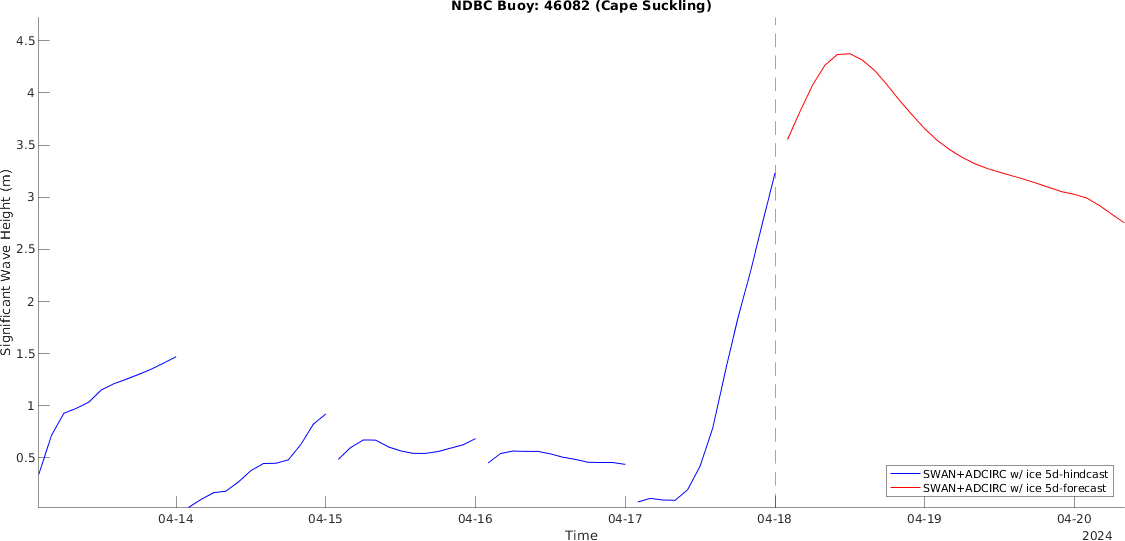 NDBC Buoy: 46082 (Cape Suckling)
Significant Wave Height (m)
4.5
4
3.5
3
2.5
2
1.5
1
0.5
SWAN+ADCIRC w/ ice 5d-hindcast
SWAN+ADCIRC w/ ice 5d-forecast
04-14 04-15 04-16 04-17 04-18 04-19 04-20
Time 2024